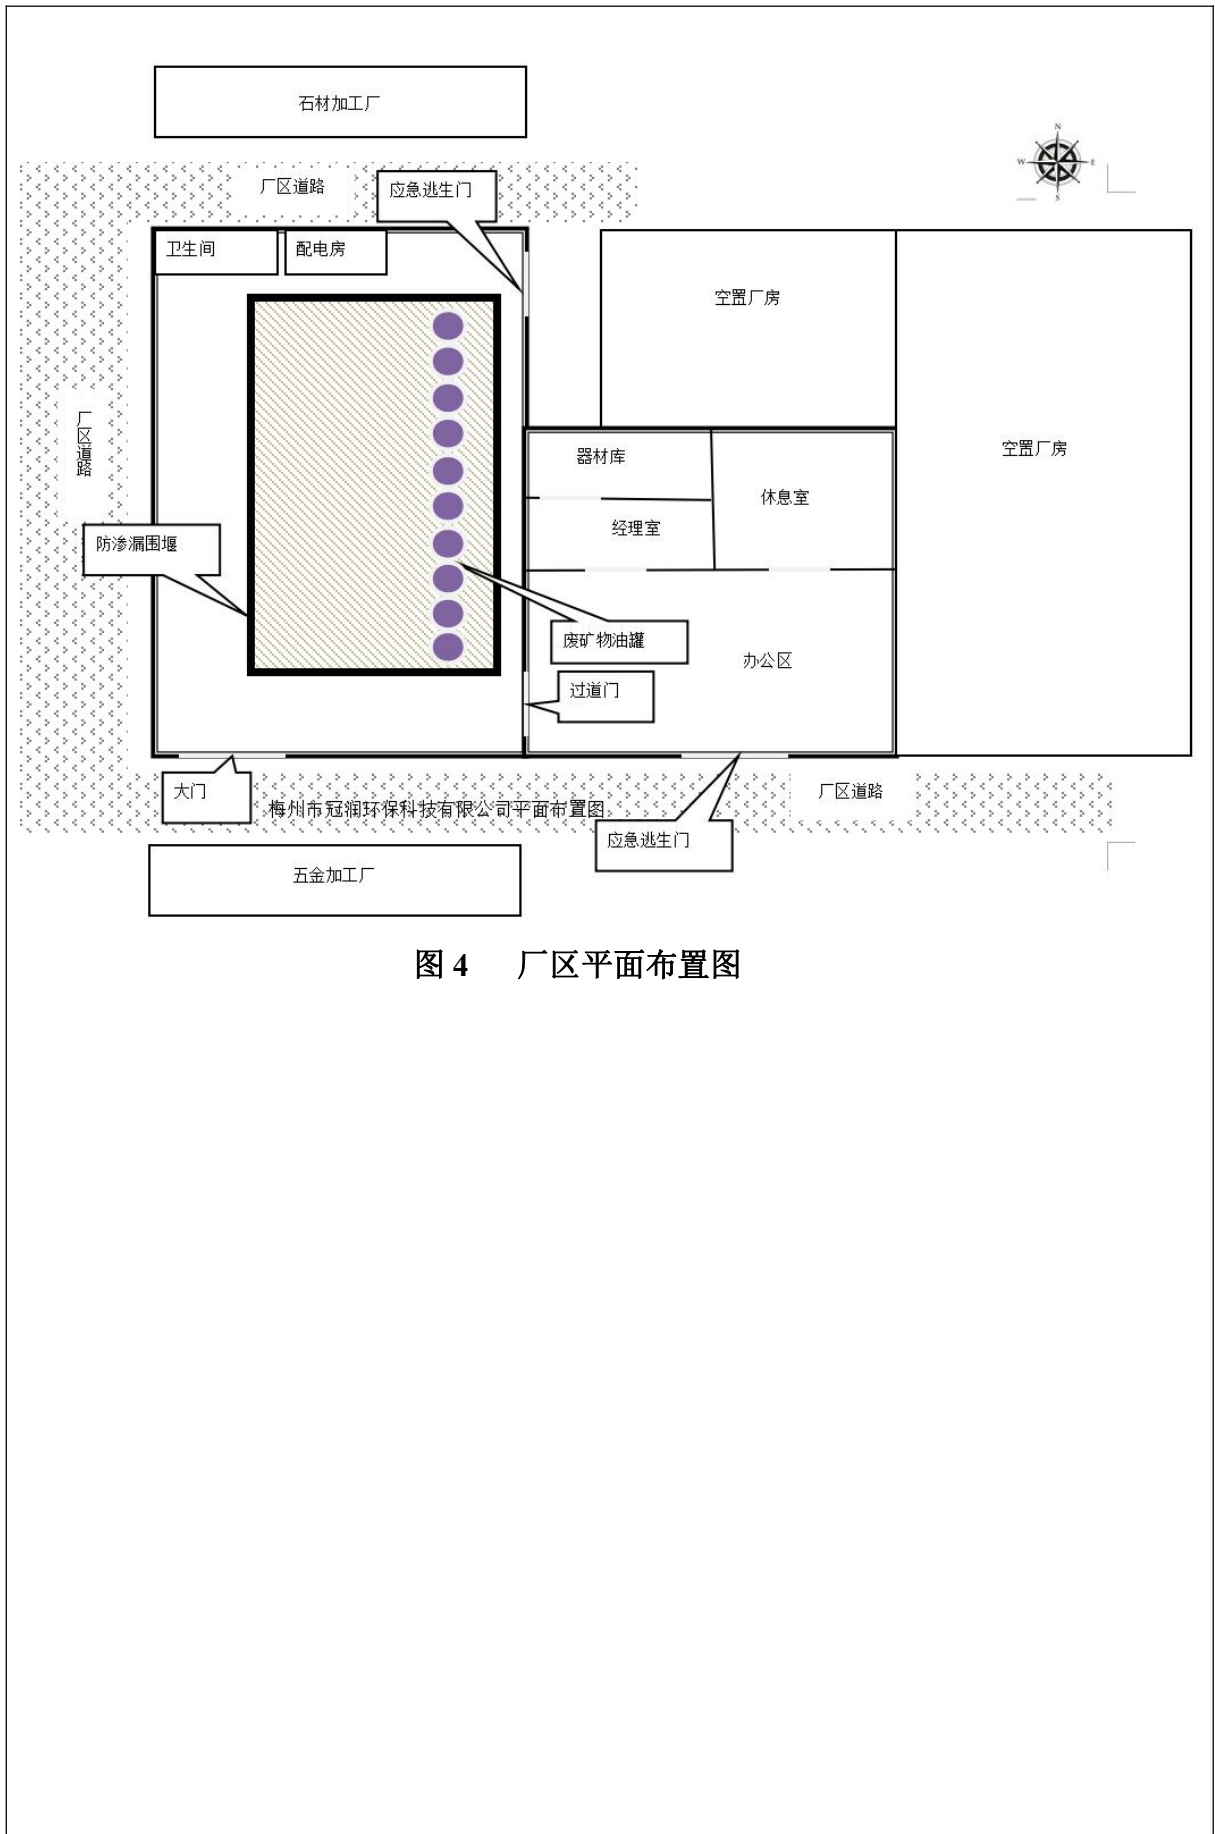 石材加工厂
N
W
E
S
厂区道路
应急逃生门
卫生间
配电房
空置厂房
厂区道路
器材库
空置厂房
休息室
经理室
防渗漏围堰
废矿物油罐
办公区
过道门
大门
厂区道路
梅州市冠润环保科技有限公司平面布置图
应急逃生门
五金加工厂
图 4 厂区平面布置图